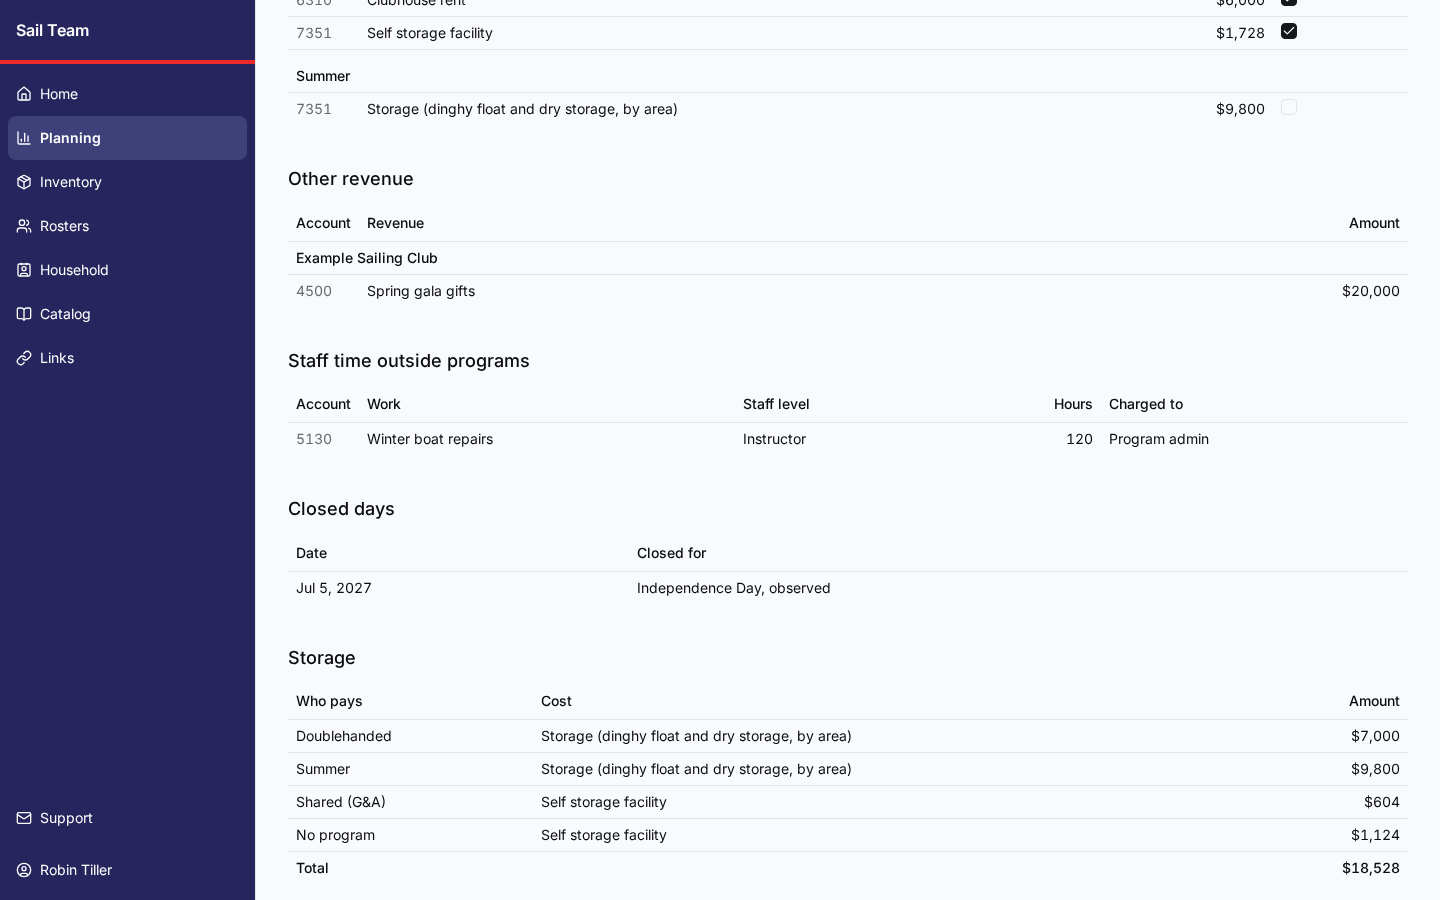 Sail Team
Home
Planning
Inventory
Rosters
Household
Catalog
Links
Support
Robin Tiller
6310 Clubhouse rent $6,000
7351 Self storage facility $1,728
Summer
7351 Storage (dinghy float and dry storage, by area) $9,800
Other revenue
Account Revenue Amount
Example Sailing Club
4500 Spring gala gifts $20,000
Staff time outside programs
Account Work Staff level Hours Charged to
5130 Winter boat repairs Instructor 120 Program admin
Closed days
Date Closed for
Jul 5, 2027 Independence Day, observed
Storage
Who pays Cost Amount
Doublehanded Storage (dinghy float and dry storage, by area) $7,000
Summer Storage (dinghy float and dry storage, by area) $9,800
Shared (G&A) Self storage facility $604
No program Self storage facility $1,124
Total $18,528